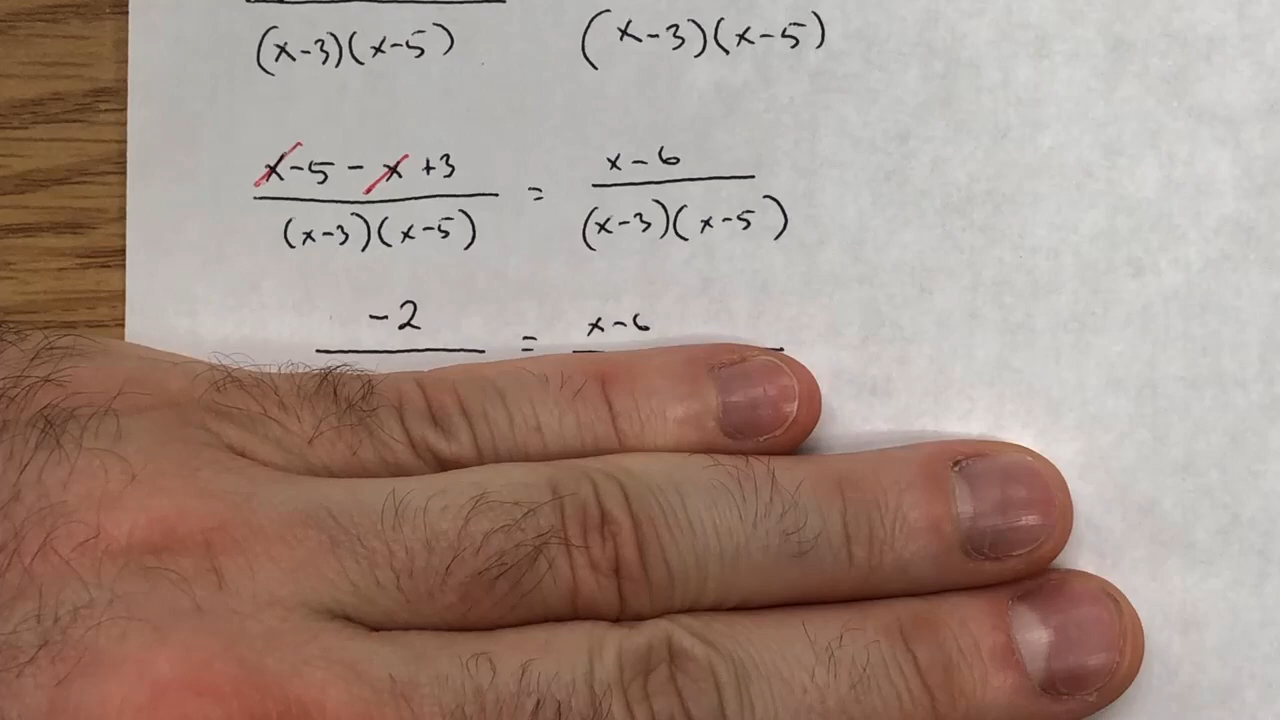 (x-3)(x-5) (x-3)(x-5)
x-5 - x +3 = x-6
(x-3)(x-5) (x-3)(x-5)
-2 = x-6